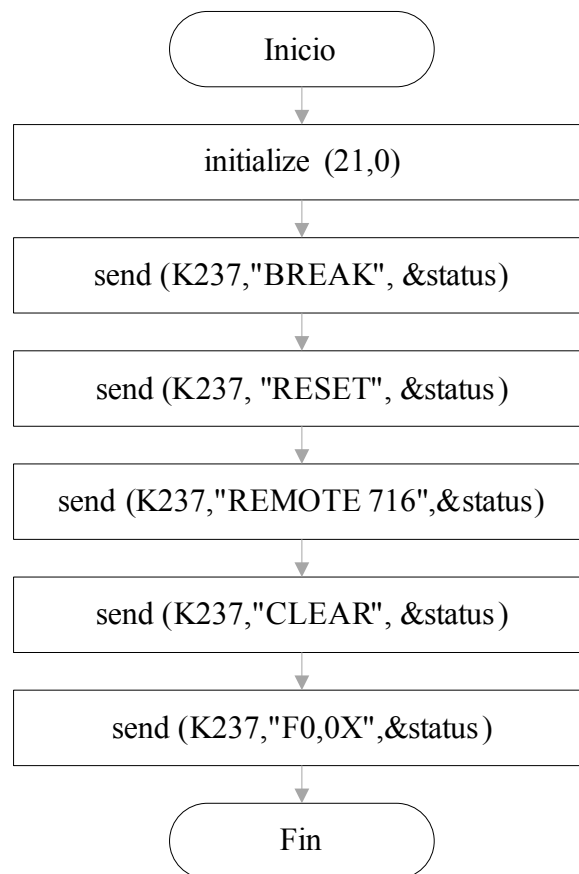 Inicio
initialize (21,0)
send (K237,"BREAK", &status)
send (K237, "RESET", &status)
send (K237,"REMOTE 716",&status)
send (K237,"CLEAR", &status)
send (K237,"F0,0X",&status)
Fin